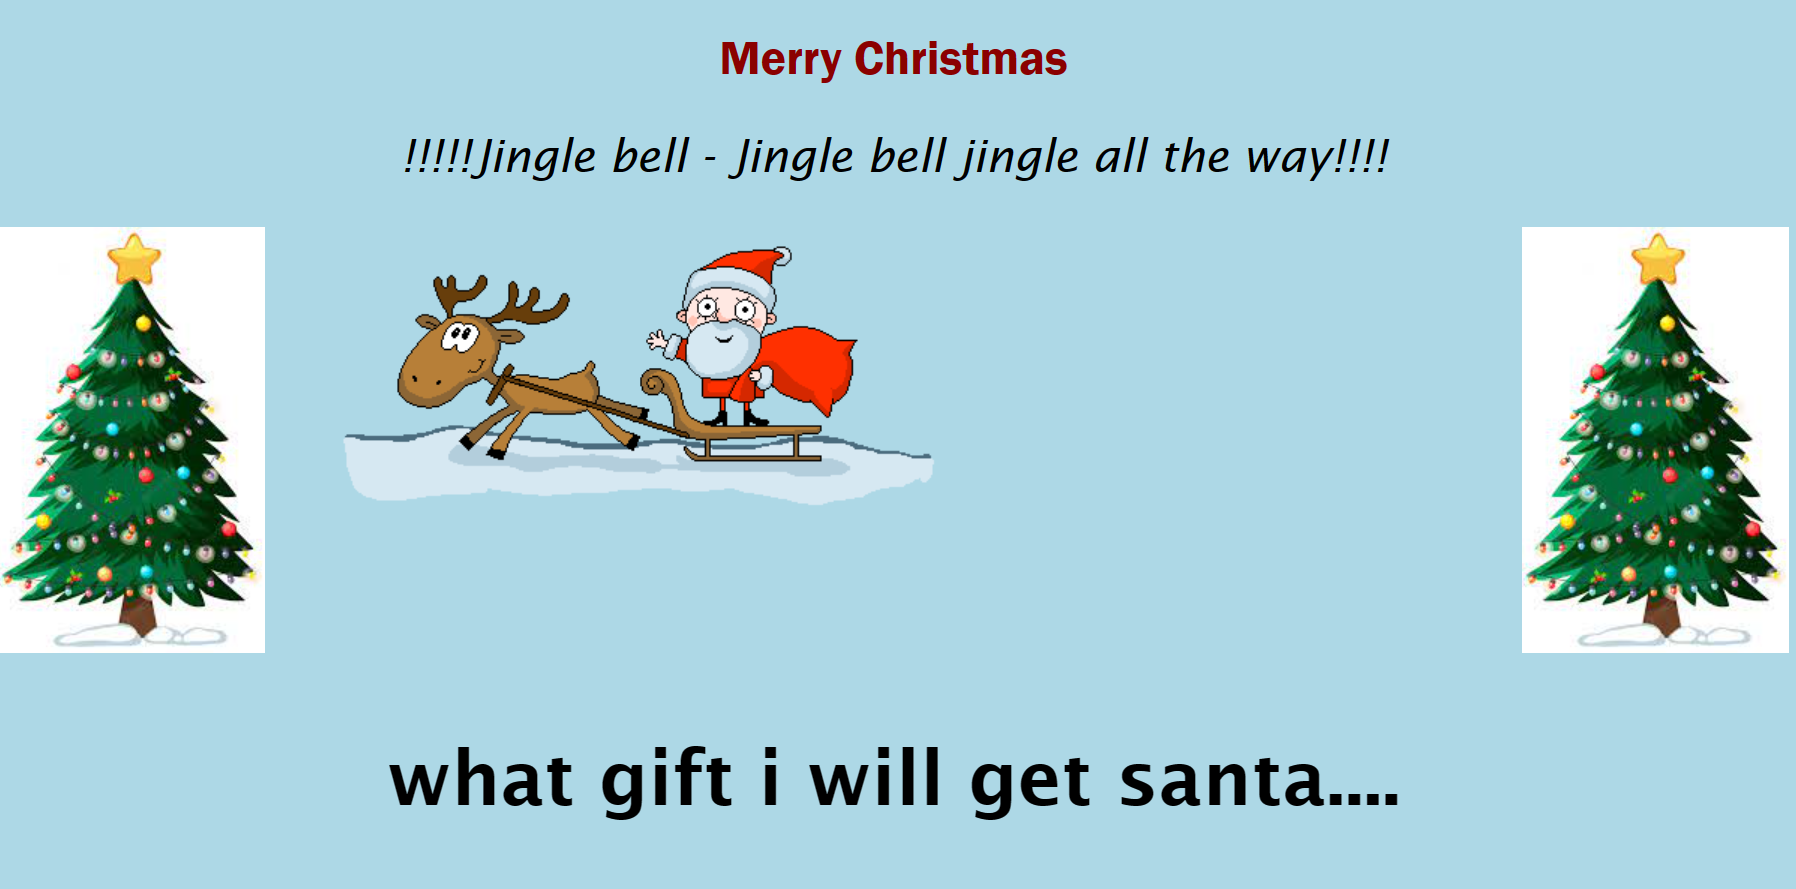 Merry Christmas
!!!!!Jingle bell - Jingle bell jingle all the way!!!!
what gift i will get santa....